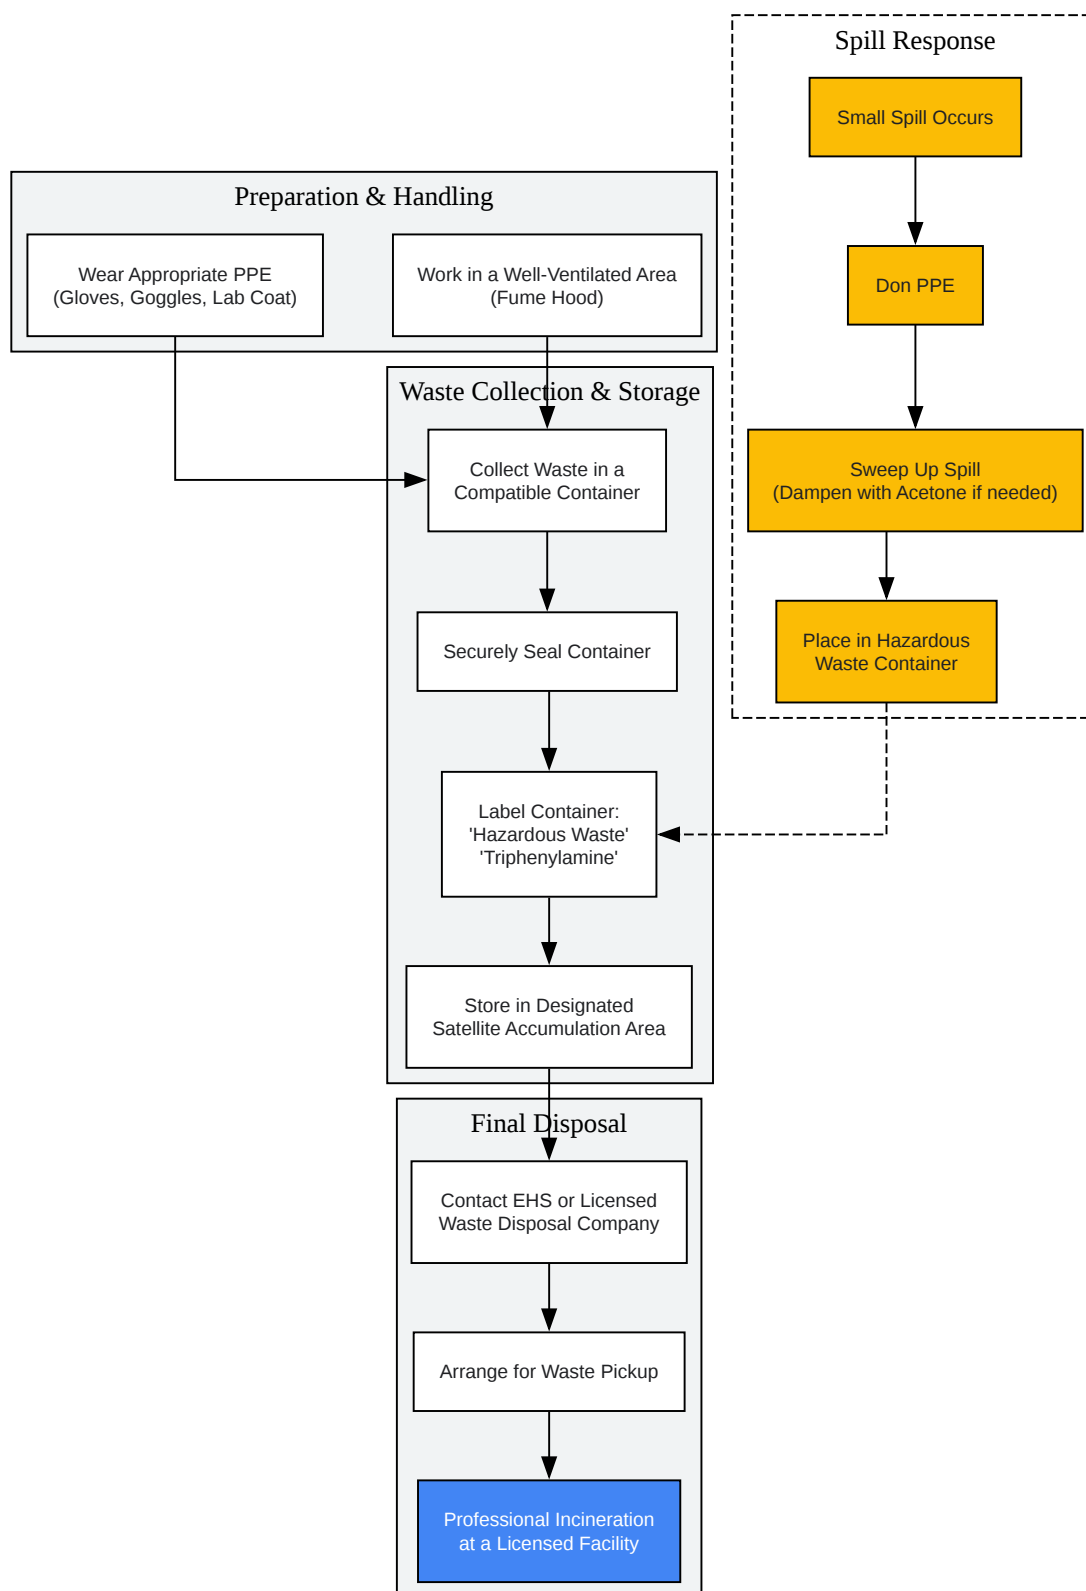 Spill Response
Small Spill Occurs
Don PPE
Sweep Up Spill
(Dampen with Acetone if needed)
Place in Hazardous
Waste Container
Preparation & Handling
Wear Appropriate PPE
(Gloves, Goggles, Lab Coat)
Work in a Well-Ventilated Area
(Fume Hood)
Waste Collection & Storage
Collect Waste in a
Compatible Container
Securely Seal Container
Label Container:
'Hazardous Waste'
'Triphenylamine'
Store in Designated
Satellite Accumulation Area
Final Disposal
Contact EHS or Licensed
Waste Disposal Company
Arrange for Waste Pickup
Professional Incineration
at a Licensed Facility